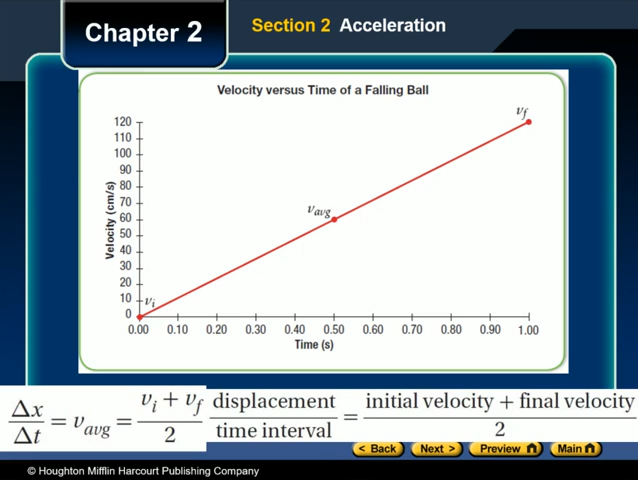 Chapter 2
Section 2 Acceleration
Velocity versus Time of a Falling Ball
Velocity (cm/s)
120
110
100
90
80
70
60
50
40
30
20
10
0
v_i
v_avg
v_f
0.00 0.10 0.20 0.30 0.40 0.50 0.60 0.70 0.80 0.90 1.00
Time (s)
Δx/Δt = v_avg = (v_i + v_f)/2
displacement/time interval = (initial velocity + final velocity)/2
< Back Next > Preview Main
© Houghton Mifflin Harcourt Publishing Company